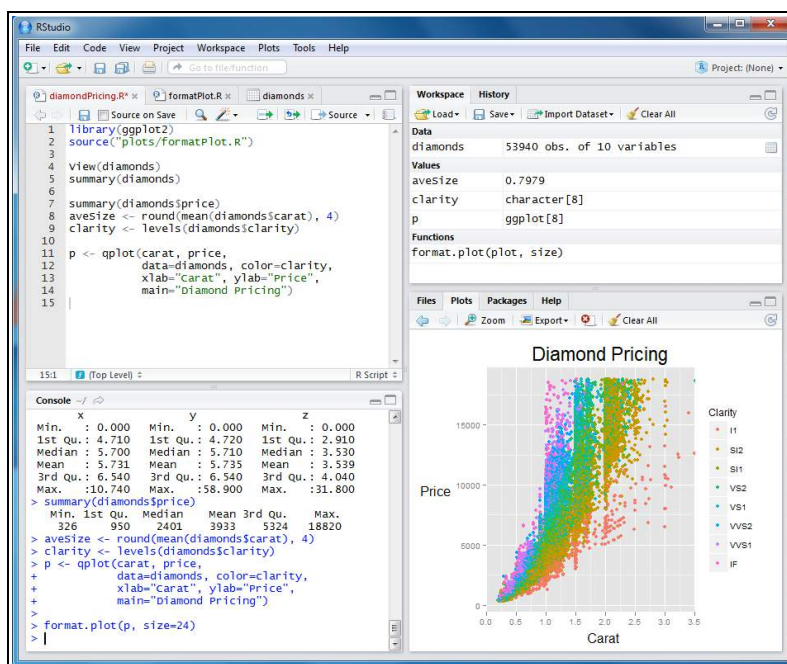 RStudio
File Edit Code View Project Workspace Plots Tools Help
Go to file/function
Project: (None)
diamondPricing.R* formatPlot.R diamonds
Source on Save Source
1 library(ggplot2)
2 source("plots/formatPlot.R")
3
4 View(diamonds)
5 summary(diamonds)
6
7 summary(diamonds$price)
8 aveSize <- round(mean(diamonds$carat), 4)
9 clarity <- levels(diamonds$clarity)
10
11 p <- qplot(carat, price,
12 data=diamonds, color=clarity,
13 xlab="Carat", ylab="Price",
14 main="Diamond Pricing")
15
15:1 (Top Level) R Script
Console ~/
x y z
Min. : 0.000 Min. : 0.000 Min. : 0.000
1st Qu.: 4.710 1st Qu.: 4.720 1st Qu.: 2.910
Median : 5.700 Median : 5.710 Median : 3.530
Mean : 5.731 Mean : 5.735 Mean : 3.539
3rd Qu.: 6.540 3rd Qu.: 6.540 3rd Qu.: 4.040
Max. :10.740 Max. :58.900 Max. :31.800
> summary(diamonds$price)
Min. 1st Qu. Median Mean 3rd Qu. Max.
326 950 2401 3933 5324 18820
> aveSize <- round(mean(diamonds$carat), 4)
> clarity <- levels(diamonds$clarity)
> p <- qplot(carat, price,
+ data=diamonds, color=clarity,
+ xlab="Carat", ylab="Price",
+ main="Diamond Pricing")
>
> format.plot(p, size=24)
>
Workspace History
Load Save Import Dataset Clear All
Data
diamonds 53940 obs. of 10 variables
Values
aveSize 0.7979
clarity character[8]
p ggplot[8]
Functions
format.plot(plot, size)
Files Plots Packages Help
Zoom Export Clear All
Diamond Pricing
Price
15000
10000
5000
0
0.0 0.5 1.0 1.5 2.0 2.5 3.0 3.5
Carat
Clarity
I1
SI2
SI1
VS2
VS1
VVS2
VVS1
IF